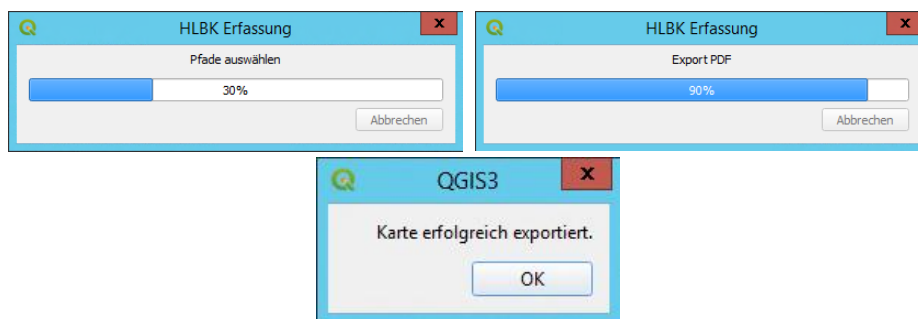 HLBK Erfassung
x
Pfade auswählen
30%
Abbrechen
HLBK Erfassung
x
Export PDF
90%
Abbrechen
QGIS3
x
Karte erfolgreich exportiert.
OK